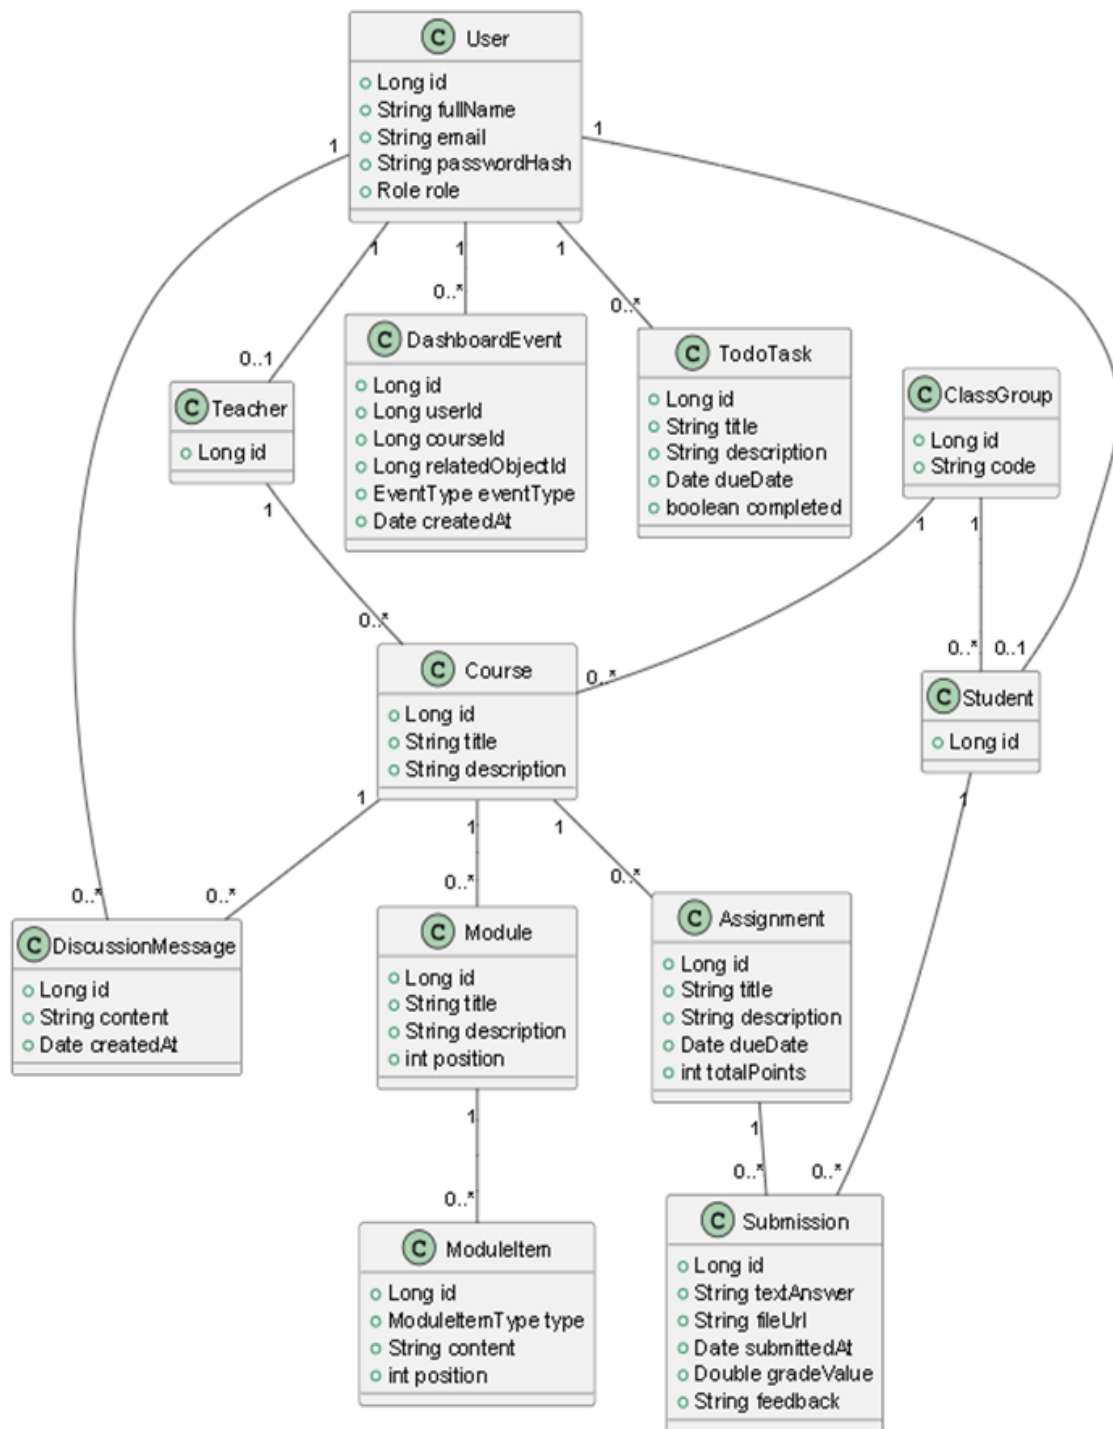 C User
Long id
String fullName
String email
String passwordHash
Role role
1
1
1
1
1
0..1
0..*
0..*
C Teacher
Long id
C DashboardEvent
Long id
Long userId
Long courseId
Long relatedObjectId
EventType eventType
Date createdAt
C TodoTask
Long id
String title
String description
Date dueDate
boolean completed
C ClassGroup
Long id
String code
1
1
1
0..*
0..*
0..*
0..1
C Course
Long id
String title
String description
C Student
Long id
1
1
1
1
0..*
0..*
0..*
0..*
C DiscussionMessage
Long id
String content
Date createdAt
C Module
Long id
String title
String description
int position
C Assignment
Long id
String title
String description
Date dueDate
int totalPoints
1
1
0..*
0..*
0..*
C ModuleItem
Long id
ModuleItemType type
String content
int position
C Submission
Long id
String textAnswer
String fileUrl
Date submittedAt
Double gradeValue
String feedback